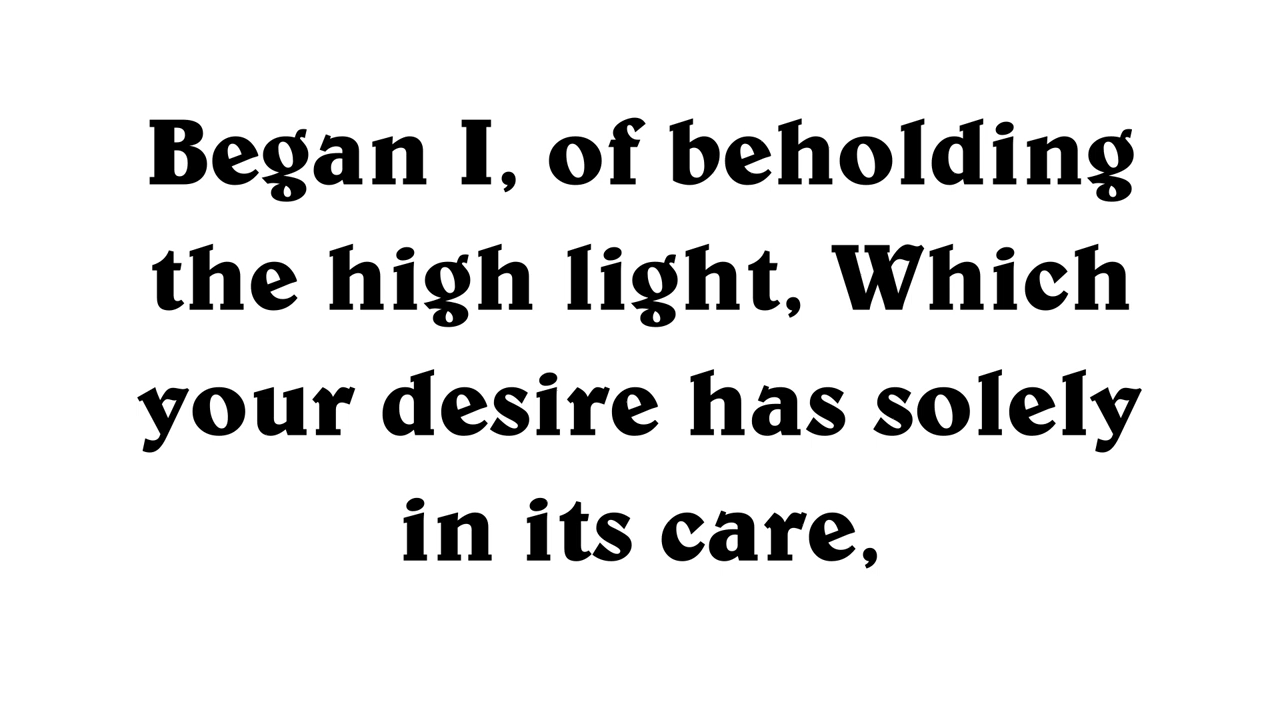 Began I, of beholding
the high light, Which
your desire has solely
in its care,